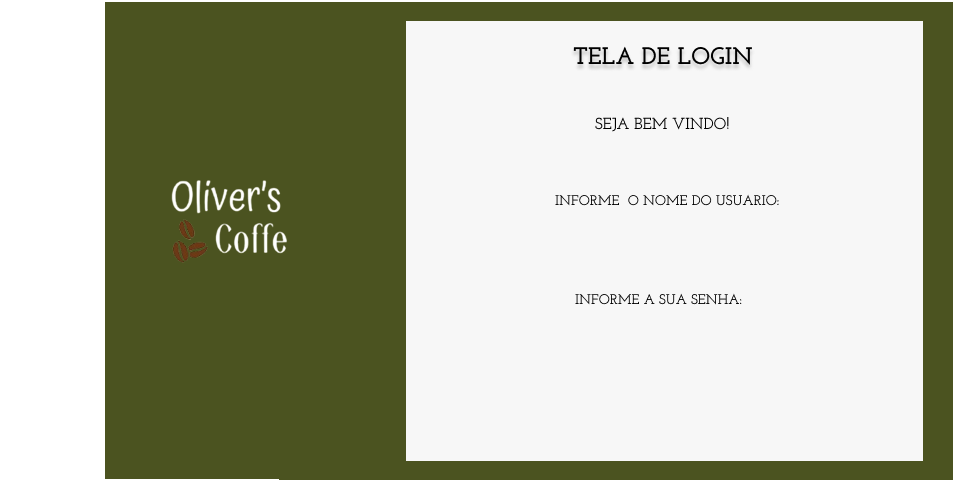 Oliver's
Coffe
TELA DE LOGIN
SEJA BEM VINDO!
INFORME O NOME DO USUARIO:
INFORME A SUA SENHA: